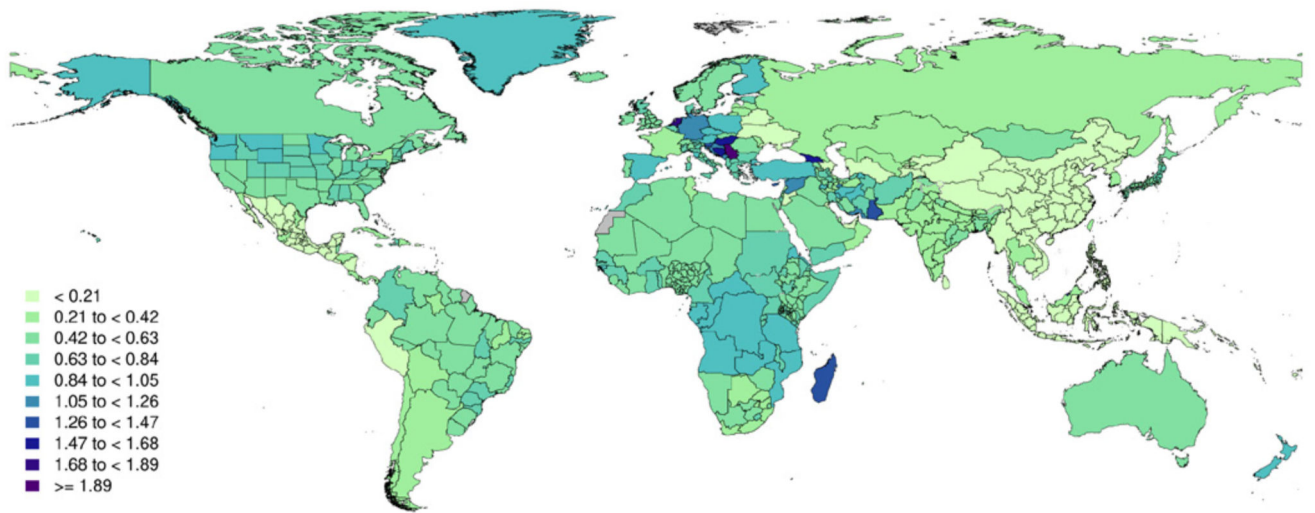 < 0.21
0.21 to < 0.42
0.42 to < 0.63
0.63 to < 0.84
0.84 to < 1.05
1.05 to < 1.26
1.26 to < 1.47
1.47 to < 1.68
1.68 to < 1.89
>= 1.89